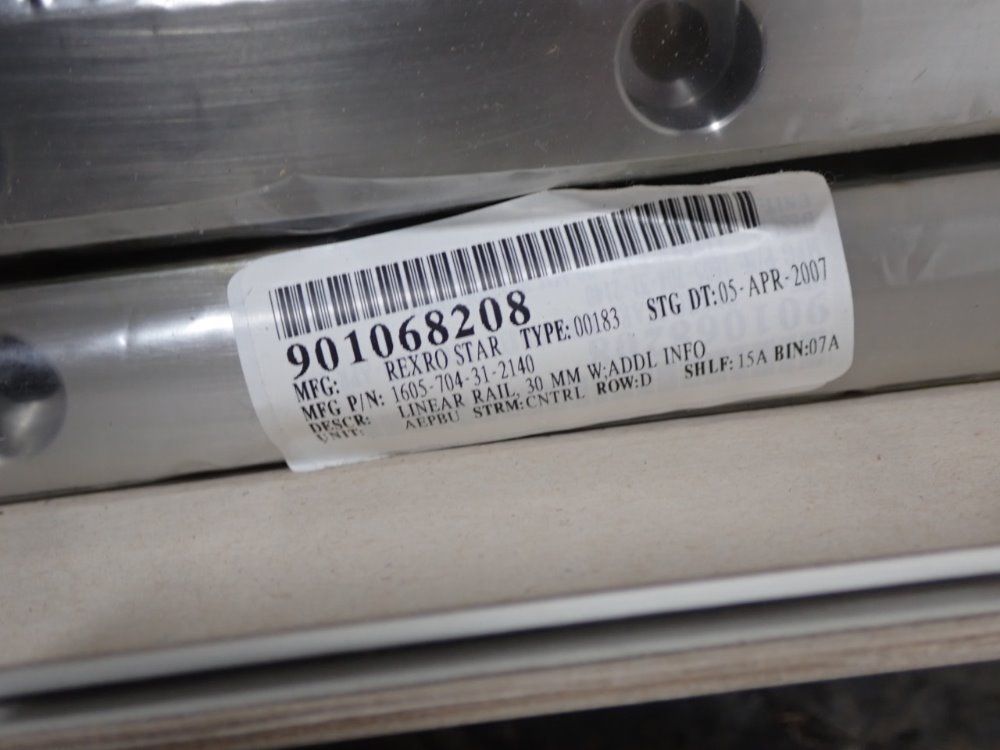 901068208
MFG: REXRO STAR TYPE: 00183 STG DT: 05-APR-2007
MFG P/N: 1605-704-31-2140
DESCR: LINEAR RAIL, 30 MM W:ADDL INFO
UNIT: AEPBU STRM: CNTRL ROW: D SHLF: 15A BIN: 07A